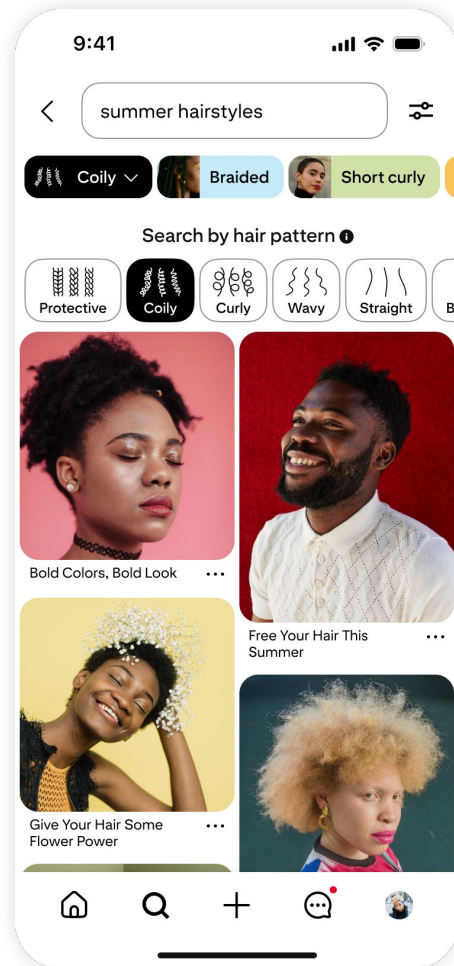 9:41
summer hairstyles
Coily
Braided
Short curly
Search by hair pattern
Protective
Coily
Curly
Wavy
Straight
B
Bold Colors, Bold Look
Free Your Hair This
Summer
Give Your Hair Some
Flower Power